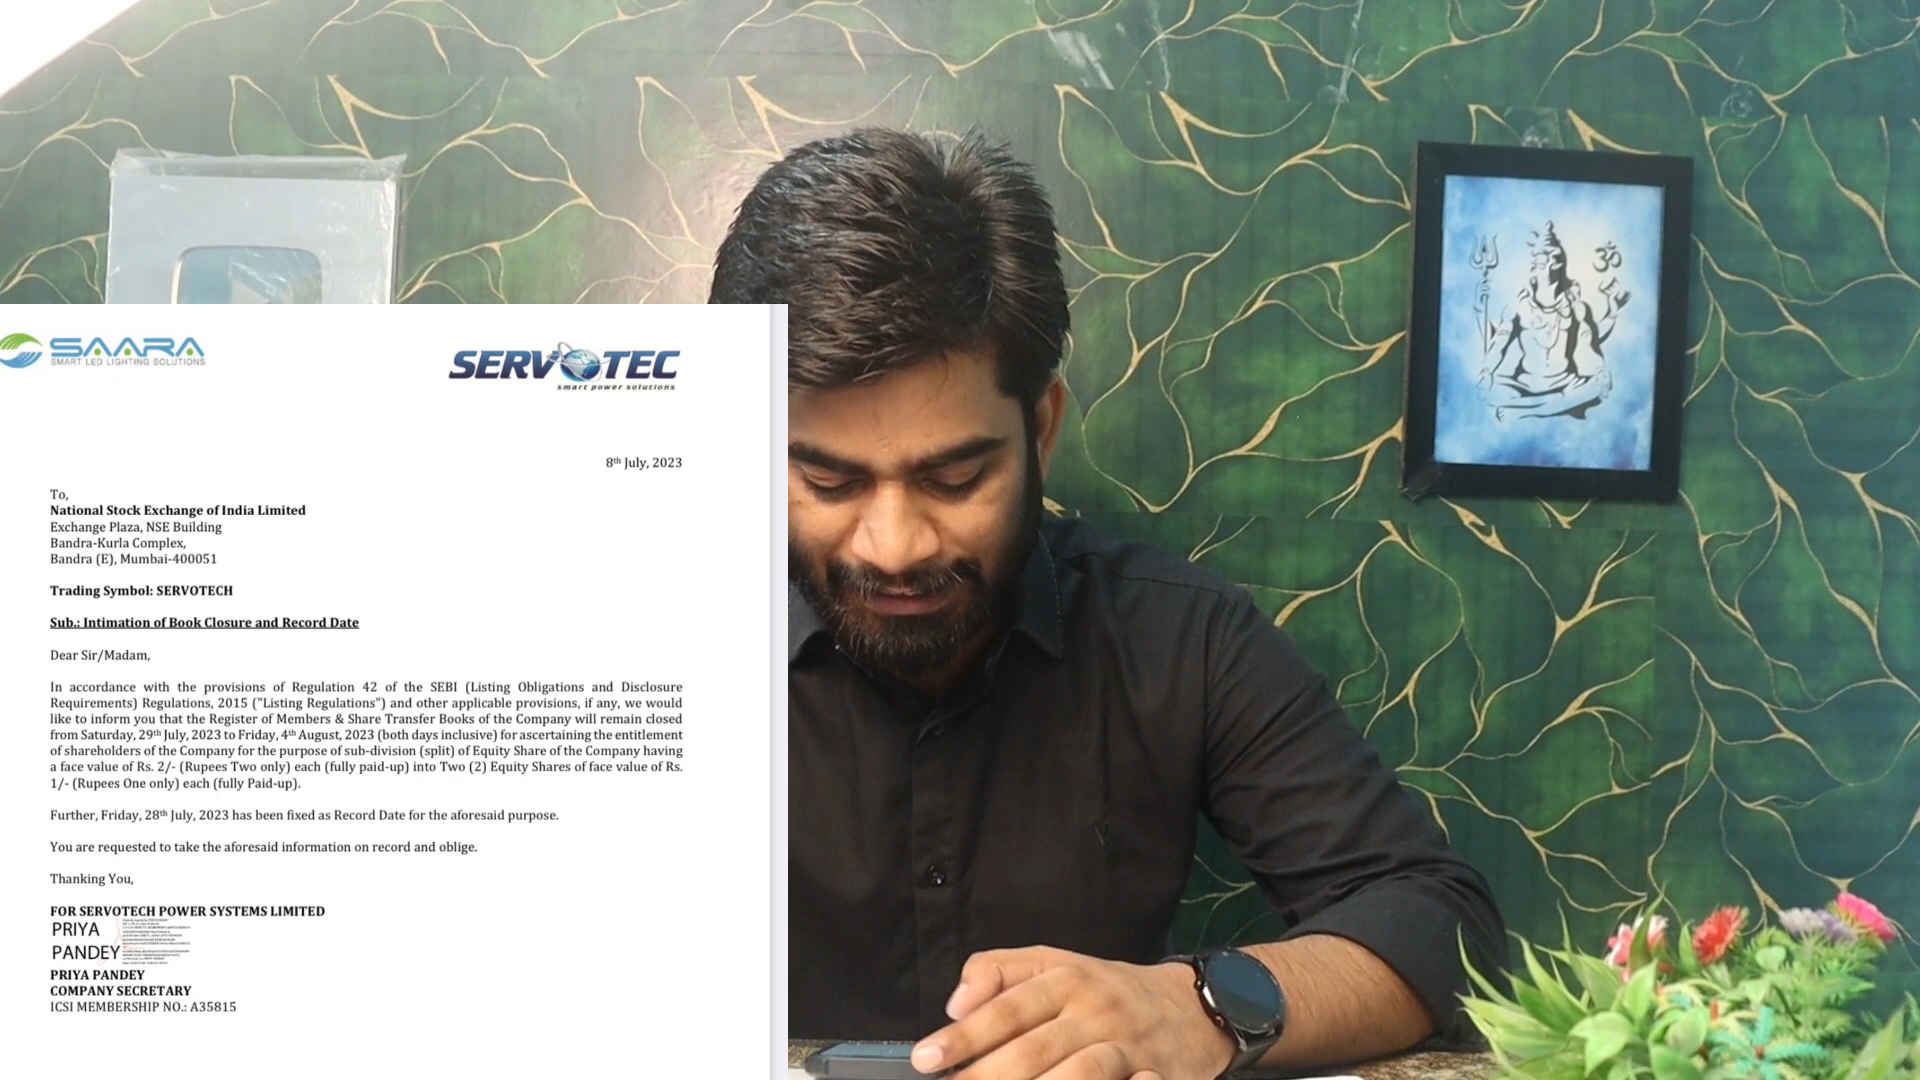 SAARA
SMART LED LIGHTING SOLUTIONS
SERVOTEC
smart power solutions
8th July, 2023
To,
National Stock Exchange of India Limited
Exchange Plaza, NSE Building
Bandra-Kurla Complex,
Bandra (E), Mumbai-400051
Trading Symbol: SERVOTECH
Sub.: Intimation of Book Closure and Record Date
Dear Sir/Madam,
In accordance with the provisions of Regulation 42 of the SEBI (Listing Obligations and Disclosure
Requirements) Regulations, 2015 ("Listing Regulations") and other applicable provisions, if any, we would
like to inform you that the Register of Members & Share Transfer Books of the Company will remain closed
from Saturday, 29th July, 2023 to Friday, 4th August, 2023 (both days inclusive) for ascertaining the entitlement
of shareholders of the Company for the purpose of sub-division (split) of Equity Share of the Company having
a face value of Rs. 2/- (Rupees Two only) each (fully paid-up) into Two (2) Equity Shares of face value of Rs.
1/- (Rupees One only) each (fully Paid-up).
Further, Friday, 28th July, 2023 has been fixed as Record Date for the aforesaid purpose.
You are requested to take the aforesaid information on record and oblige.
Thanking You,
FOR SERVOTECH POWER SYSTEMS LIMITED
PRIYA
PANDEY
PRIYA PANDEY
COMPANY SECRETARY
ICSI MEMBERSHIP NO.: A35815
ॐ